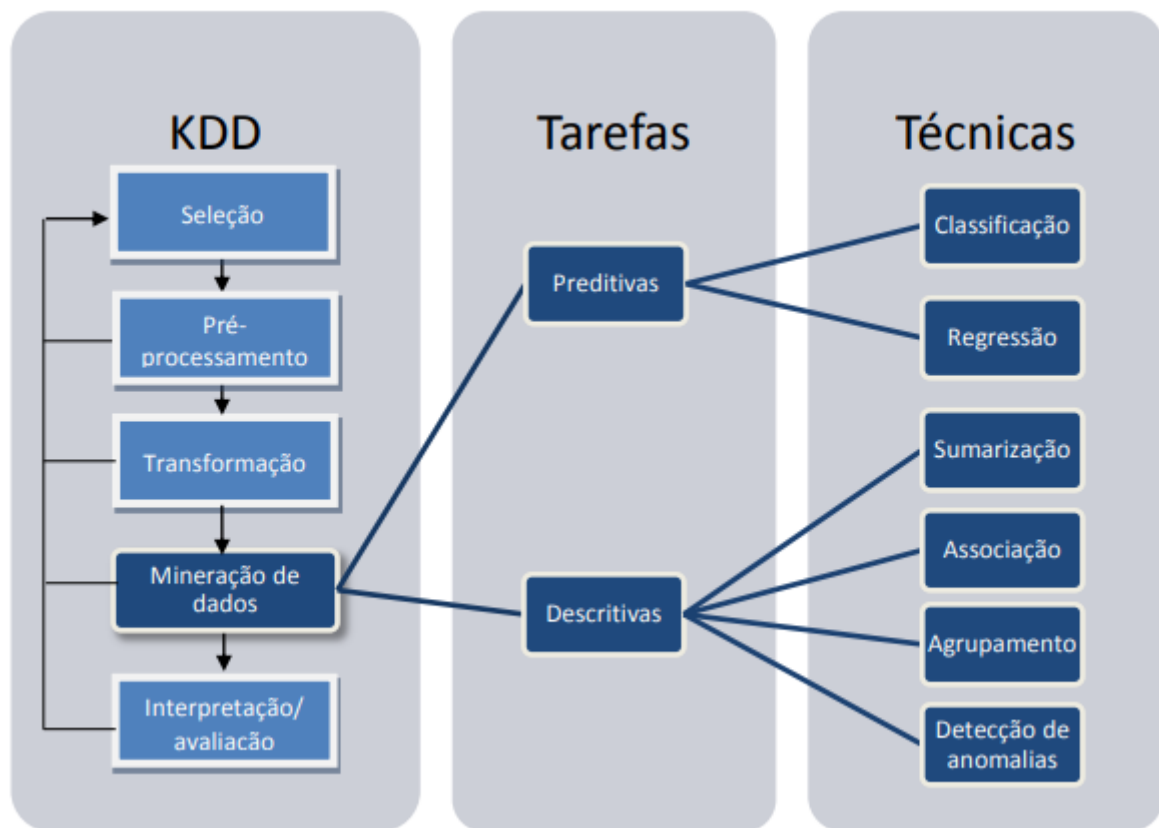 KDD
Seleção
Pré-
processamento
Transformação
Mineração de
dados
Interpretação/
avaliacão
Tarefas
Preditivas
Descritivas
Técnicas
Classificação
Regressão
Sumarização
Associação
Agrupamento
Detecção de
anomalias